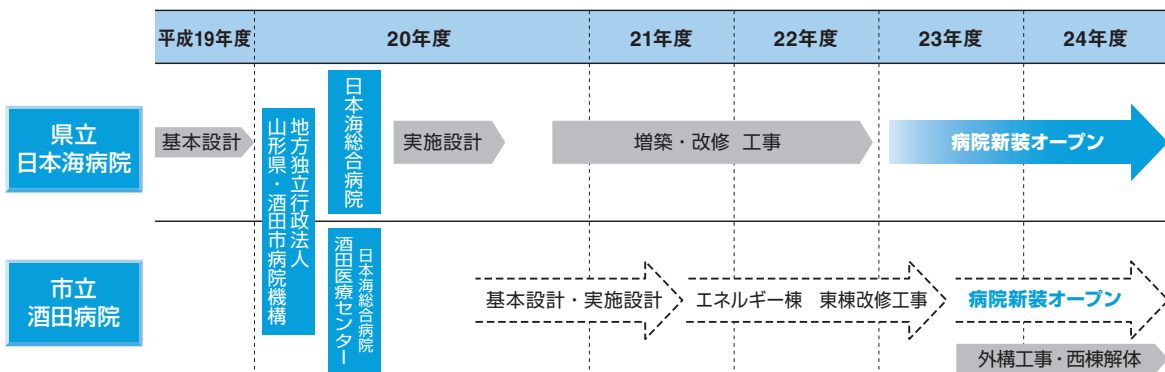 平成19年度
20年度
21年度
22年度
23年度
24年度
県立
日本海病院
基本設計
地方独立行政法人
山形県・酒田市病院機構
日本海総合病院
実施設計
増築・改修 工事
病院新装オープン
市立
酒田病院
日本海総合病院
酒田医療センター
基本設計・実施設計
エネルギー棟 東棟改修工事
病院新装オープン
外構工事・西棟解体